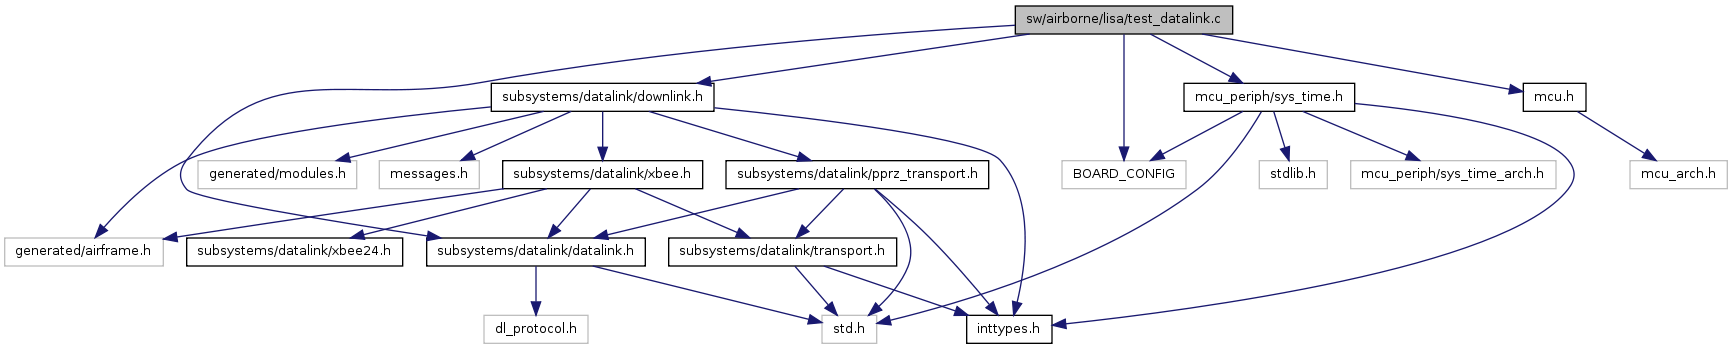 sw/airborne/lisa/test_datalink.c
subsystems/datalink/downlink.h
mcu_periph/sys_time.h
mcu.h
generated/modules.h
messages.h
subsystems/datalink/xbee.h
subsystems/datalink/pprz_transport.h
BOARD_CONFIG
stdlib.h
mcu_periph/sys_time_arch.h
mcu_arch.h
generated/airframe.h
subsystems/datalink/xbee24.h
subsystems/datalink/datalink.h
subsystems/datalink/transport.h
dl_protocol.h
std.h
inttypes.h